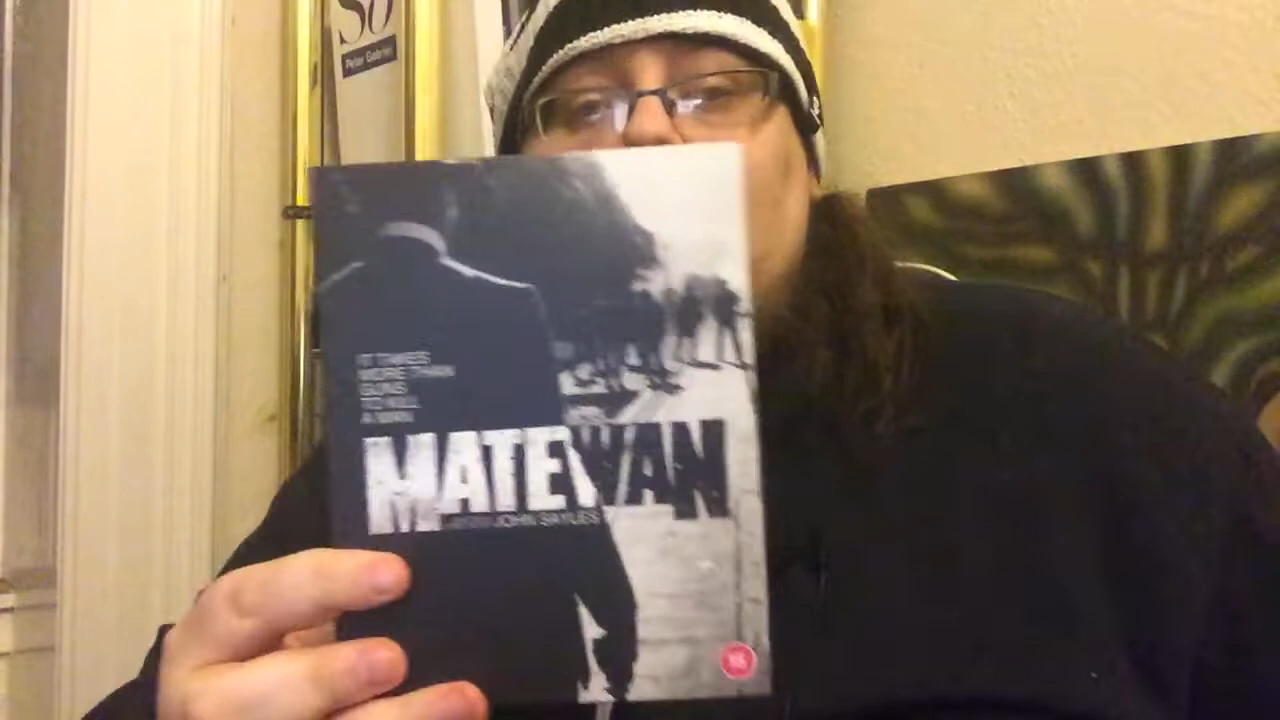 So
Peter Gabriel
IT TAKES
MORE THAN
GUNS
TO KILL
A MAN
MATEWAN
JOHN SAYLES